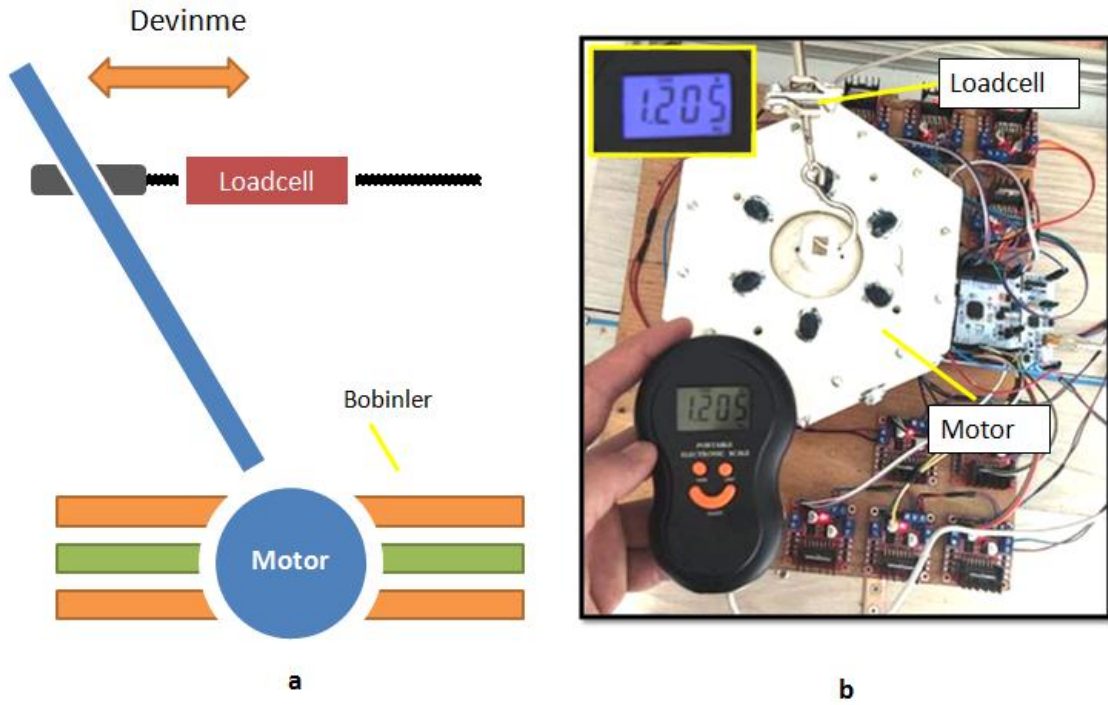 Devinme
Loadcell
Bobinler
Motor
a
1.205
Loadcell
Motor
1.205
PORTABLE
ELECTRONIC SCALE
b